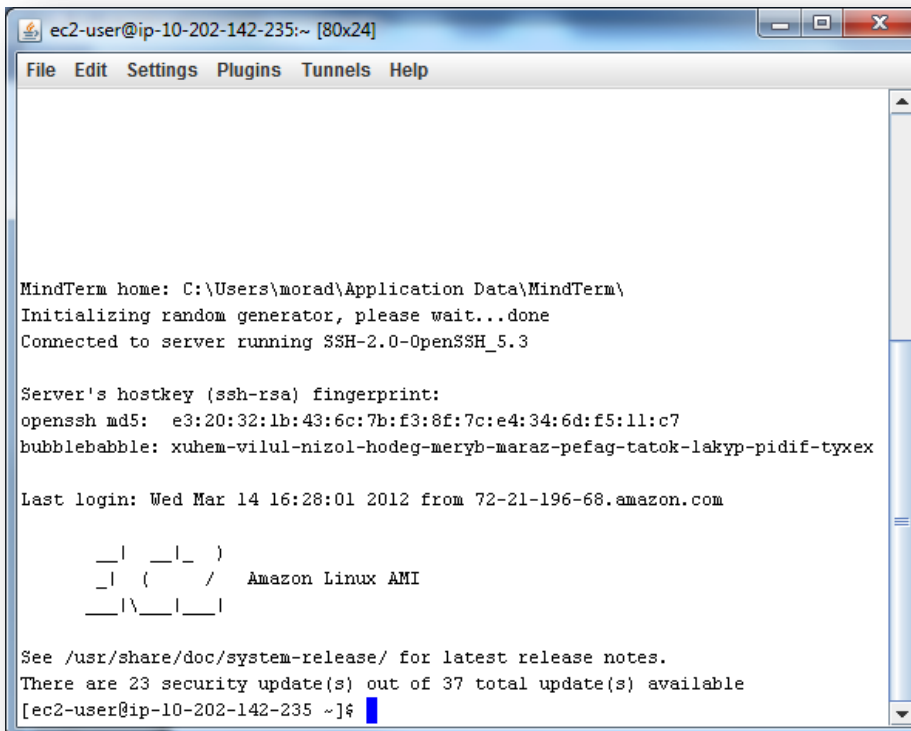 ec2-user@ip-10-202-142-235:~ [80x24]
File Edit Settings Plugins Tunnels Help
MindTerm home: C:\Users\morad\Application Data\MindTerm\
Initializing random generator, please wait...done
Connected to server running SSH-2.0-OpenSSH_5.3
Server's hostkey (ssh-rsa) fingerprint:
openssh md5:  e3:20:32:1b:43:6c:7b:f3:8f:7c:e4:34:6d:f5:11:c7
bubblebabble: xuhem-vilul-nizol-hodeg-meryb-maraz-pefag-tatok-lakyp-pidif-tyxex
Last login: Wed Mar 14 16:28:01 2012 from 72-21-196-68.amazon.com
       __|  __|_  )
       _|  (     /   Amazon Linux AMI
      ___|\___|___|
See /usr/share/doc/system-release/ for latest release notes.
There are 23 security update(s) out of 37 total update(s) available
[ec2-user@ip-10-202-142-235 ~]$